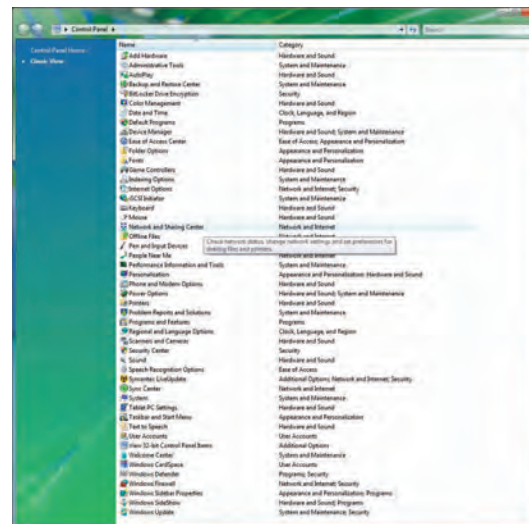 Control Panel
Search
Control Panel Home
Classic View
Name Category
Add Hardware Hardware and Sound
Administrative Tools System and Maintenance
AutoPlay Hardware and Sound
Backup and Restore Center System and Maintenance
BitLocker Drive Encryption Security
Color Management Hardware and Sound
Date and Time Clock, Language, and Region
Default Programs Programs
Device Manager Hardware and Sound; System and Maintenance
Ease of Access Center Ease of Access; Appearance and Personalization
Folder Options Appearance and Personalization
Fonts Appearance and Personalization
Game Controllers Hardware and Sound
Indexing Options System and Maintenance
Internet Options Network and Internet; Security
iSCSI Initiator System and Maintenance
Keyboard Hardware and Sound
Mouse Hardware and Sound
Network and Sharing Center Network and Internet
Offline Files
Check network status, change network settings and set preferences for
sharing files and printers.
Pen and Input Devices
People Near Me Network and Internet
Performance Information and Tools System and Maintenance
Personalization Appearance and Personalization; Hardware and Sound
Phone and Modem Options Hardware and Sound
Power Options Hardware and Sound; System and Maintenance
Printers Hardware and Sound
Problem Reports and Solutions System and Maintenance
Programs and Features Programs
Regional and Language Options Clock, Language, and Region
Scanners and Cameras Hardware and Sound
Security Center Security
Sound Hardware and Sound
Speech Recognition Options Ease of Access
Symantec LiveUpdate Additional Options; Network and Internet; Security
Sync Center Network and Internet
System System and Maintenance
Tablet PC Settings Hardware and Sound
Taskbar and Start Menu Appearance and Personalization
Text to Speech Hardware and Sound
User Accounts User Accounts
View 32-bit Control Panel Items Additional Options
Welcome Center System and Maintenance
Windows CardSpace User Accounts
Windows Defender Programs; Security
Windows Firewall Network and Internet; Security
Windows Sidebar Properties Appearance and Personalization; Programs
Windows SideShow Hardware and Sound; Programs
Windows Update System and Maintenance; Security